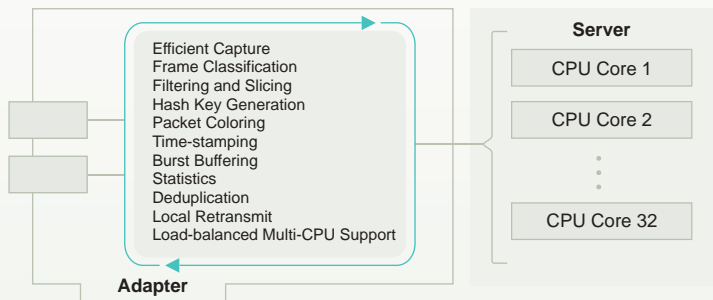 Efficient Capture
Frame Classification
Filtering and Slicing
Hash Key Generation
Packet Coloring
Time-stamping
Burst Buffering
Statistics
Deduplication
Local Retransmit
Load-balanced Multi-CPU Support
Adapter
Server
CPU Core 1
CPU Core 2
CPU Core 32